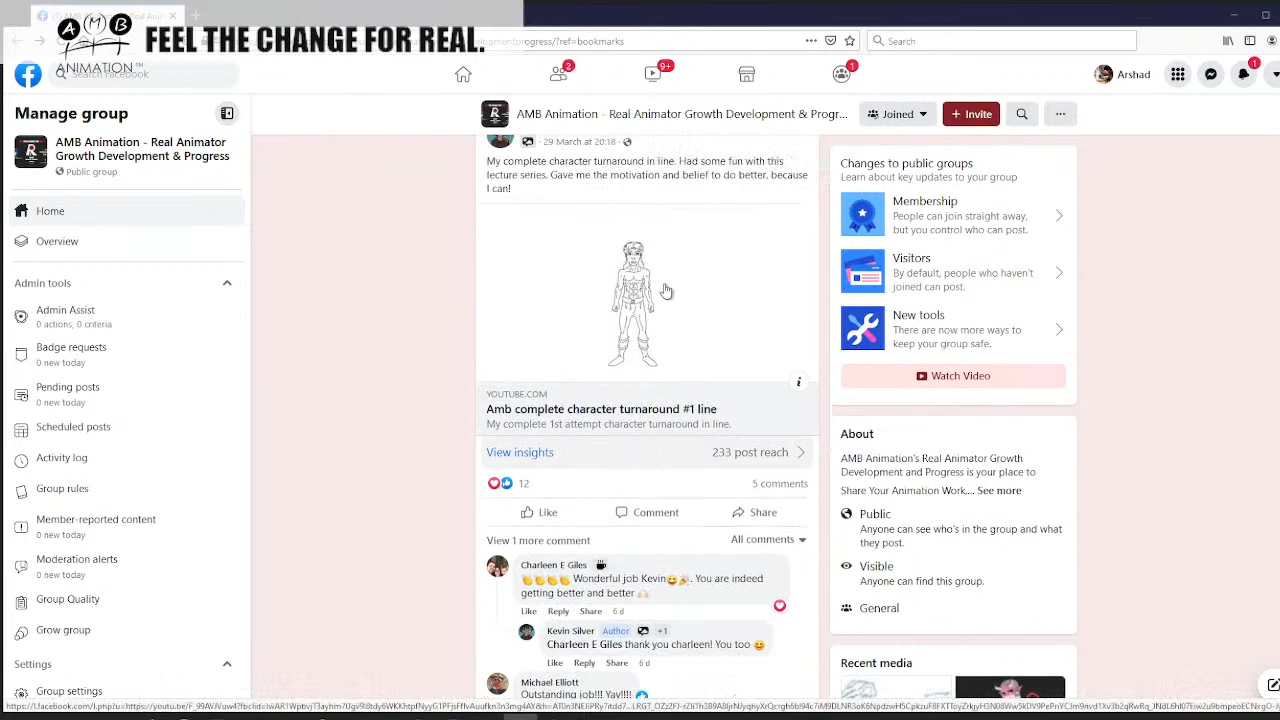 AMB
ANIMATION™
FEEL THE CHANGE FOR REAL.
omentprogress/?ref=bookmarks
Search
Search Facebook
2
9+
1
Arshad
1
Manage group
AMB Animation - Real Animator
Growth Development & Progress
Public group
Home
Overview
Admin tools
Admin Assist
0 actions, 0 criteria
Badge requests
0 new today
Pending posts
0 new today
Scheduled posts
Activity log
Group rules
Member-reported content
0 new today
Moderation alerts
0 new today
Group Quality
Grow group
Settings
Group settings
AMB Animation - Real Animator Growth Development & Prog...
Joined
+ Invite
29 March at 20:18
My complete character turnaround in line. Had some fun with this
lecture series. Gave me the motivation and belief to do better, because
I can!
YOUTUBE.COM
Amb complete character turnaround #1 line
My complete 1st attempt character turnaround in line.
View insights
233 post reach
12
5 comments
Like
Comment
Share
View 1 more comment
All comments
Charleen E Giles
👏👏👏👏 Wonderful job Kevin😄🎉. You are indeed
getting better and better 🙌🏻
Like Reply Share 6 d
Kevin Silver Author +1
Charleen E Giles thank you charleen! You too 😊
Like Reply Share 6 d
Michael Elliott
Outstanding job!!! Yay!!!!
Changes to public groups
Learn about key updates to your group
Membership
People can join straight away,
but you control who can post.
Visitors
By default, people who haven't
joined can post.
New tools
There are now more ways to
keep your group safe.
Watch Video
About
AMB Animation's Real Animator Growth
Development and Progress is your place to
Share Your Animation Work.... See more
Public
Anyone can see who's in the group and what
they post.
Visible
Anyone can find this group.
General
Recent media